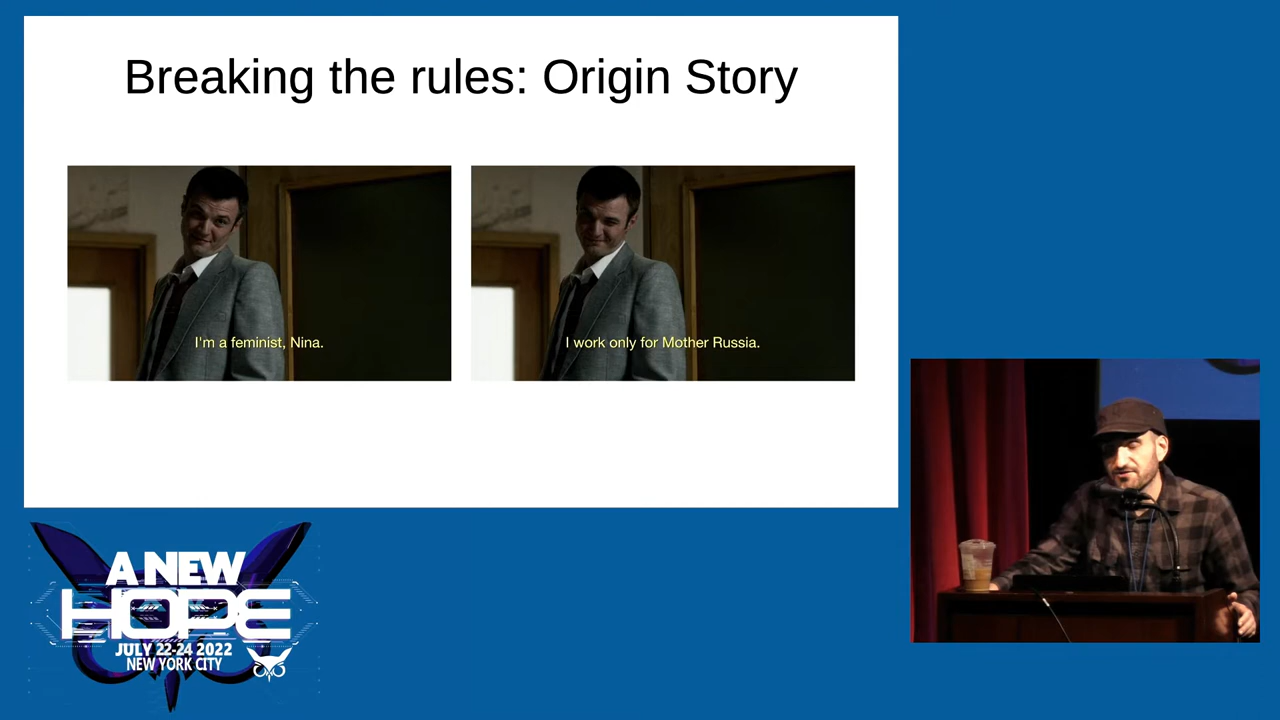 Breaking the rules: Origin Story
I'm a feminist, Nina.
I work only for Mother Russia.
A NEW
HOPE
JULY 22-24 2022
NEW YORK CITY